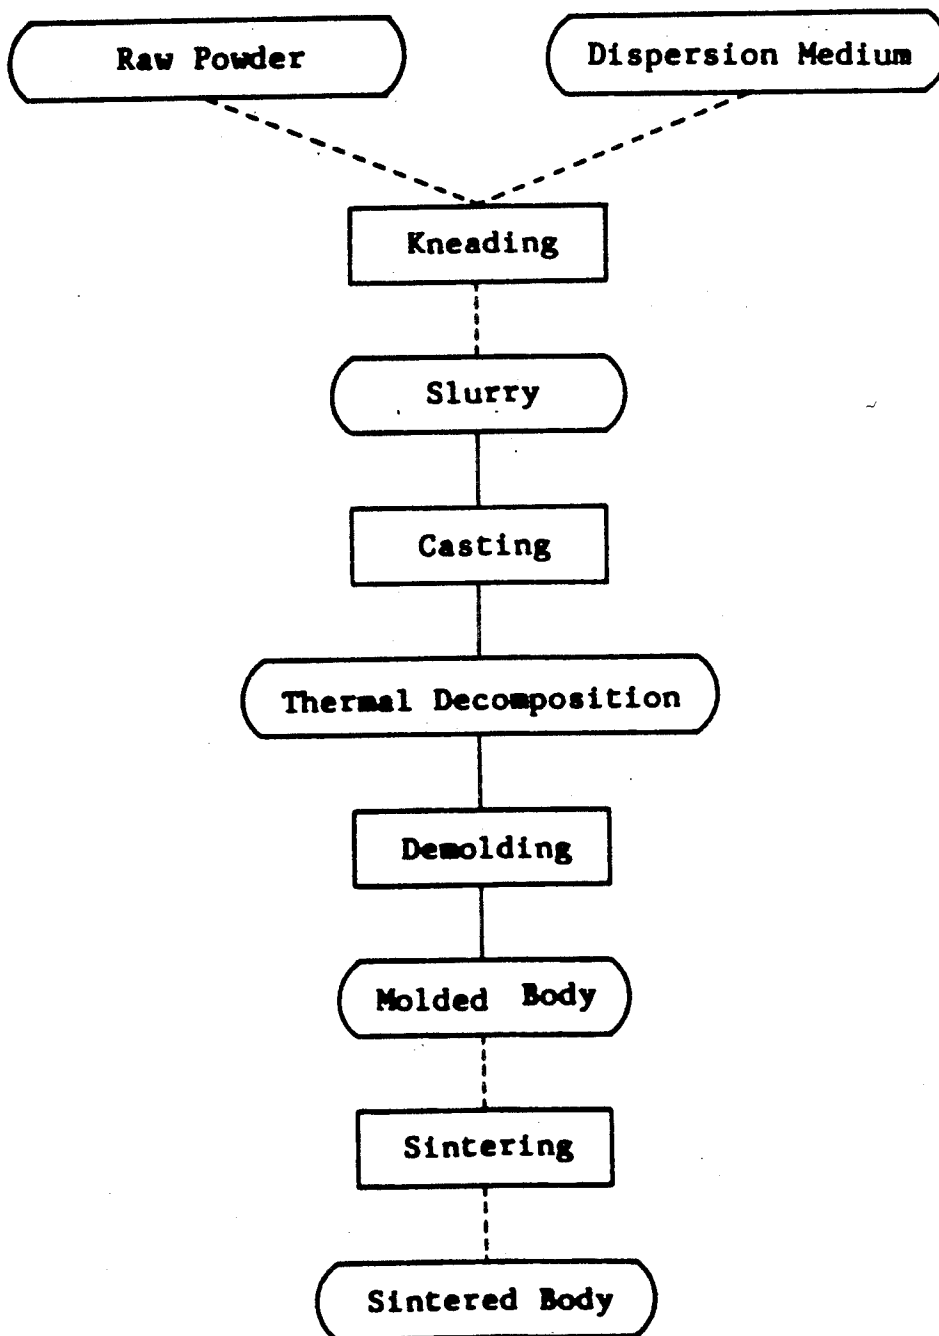 Raw Powder
Dispersion Medium
Kneading
Slurry
Casting
Thermal Decomposition
Demolding
Molded Body
Sintering
Sintered Body